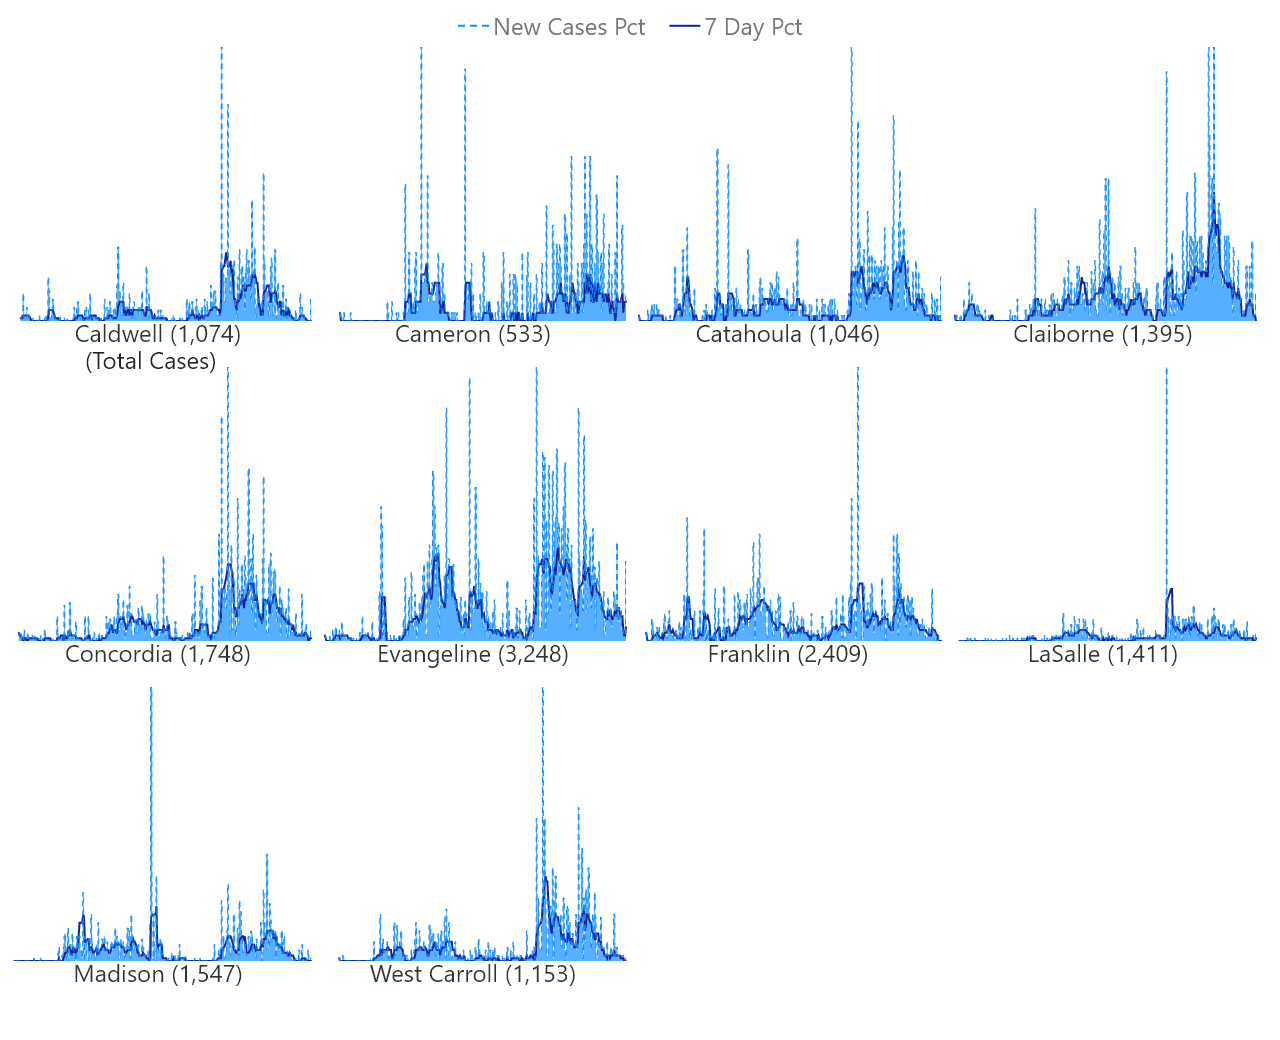 New Cases Pct 7 Day Pct
Caldwell (1,074) Cameron (533) Catahoula (1,046) Claiborne (1,395)
(Total Cases)
Concordia (1,748) Evangeline (3,248) Franklin (2,409) LaSalle (1,411)
Madison (1,547) West Carroll (1,153)